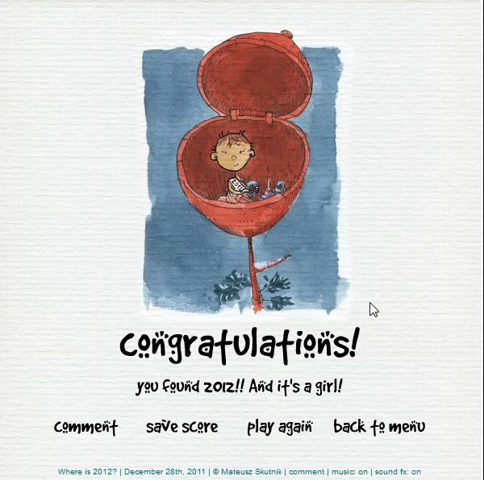 congratulations!
you found 2012!! And it's a girl!
comment save score play again back to menu
Where is 2012? | December 28th, 2011 | © Mateusz Skutnik | comment | music: on | sound fx: on